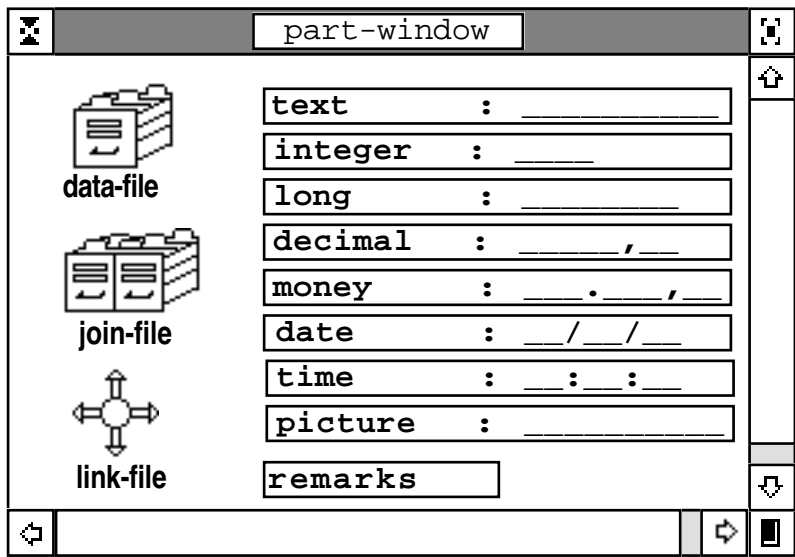 part-window
data-file
join-file
link-file
text : __________
integer : ____
long : ________
decimal : _____,__
money : ___.___,__
date : __/__/__
time : __:__:__
picture : __________
remarks